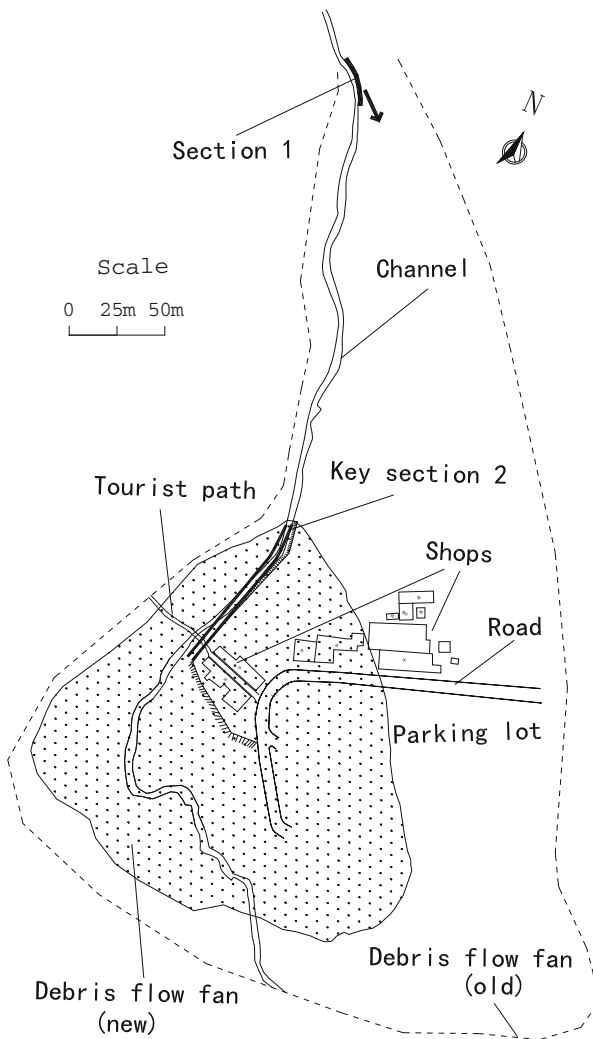 N
Section 1
Scale
0 25m 50m
Channel
Key section 2
Tourist path
Shops
Road
Parking lot
Debris flow fan
(old)
Debris flow fan
(new)